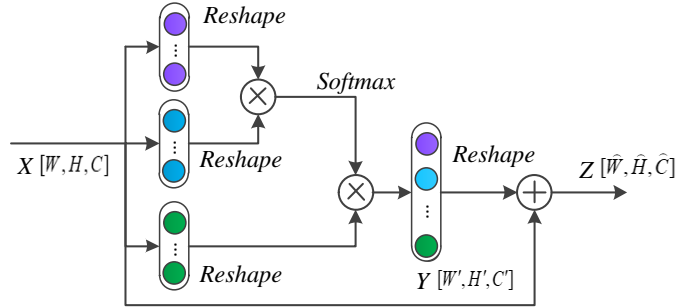 Reshape
Softmax
X [W,H,C]
Reshape
Reshape
Z [Ŵ,Ĥ,Ĉ]
Reshape
Y [W',H',C']